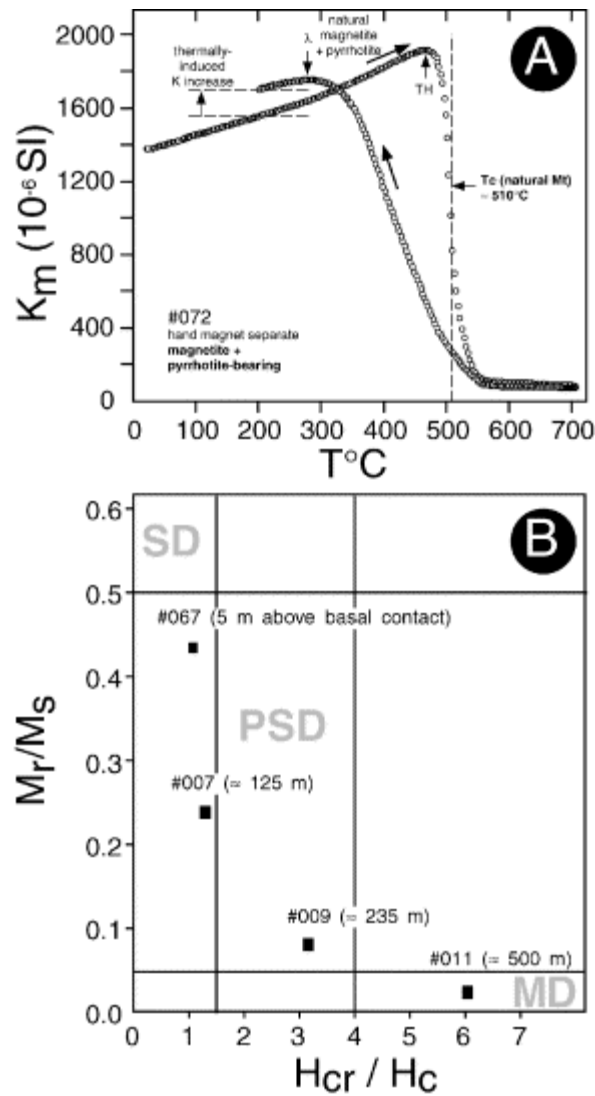 A
2000
1600
1200
800
400
0
Km (10-6 SI)
thermally-
induced
K increase
λ
natural
magnetite
+ pyrrhotite
TH
Tc (natural Mt)
~ 510°C
#072
hand magnet separate
magnetite +
pyrrhotite-bearing
0 100 200 300 400 500 600 700
T°C
B
SD
0.6
0.5
#067 (5 m above basal contact)
0.4
PSD
0.3
#007 (≃ 125 m)
0.2
#009 (≃ 235 m)
0.1
#011 (≃ 500 m)
MD
0.0
Mr/Ms
0 1 2 3 4 5 6 7
Hcr / Hc